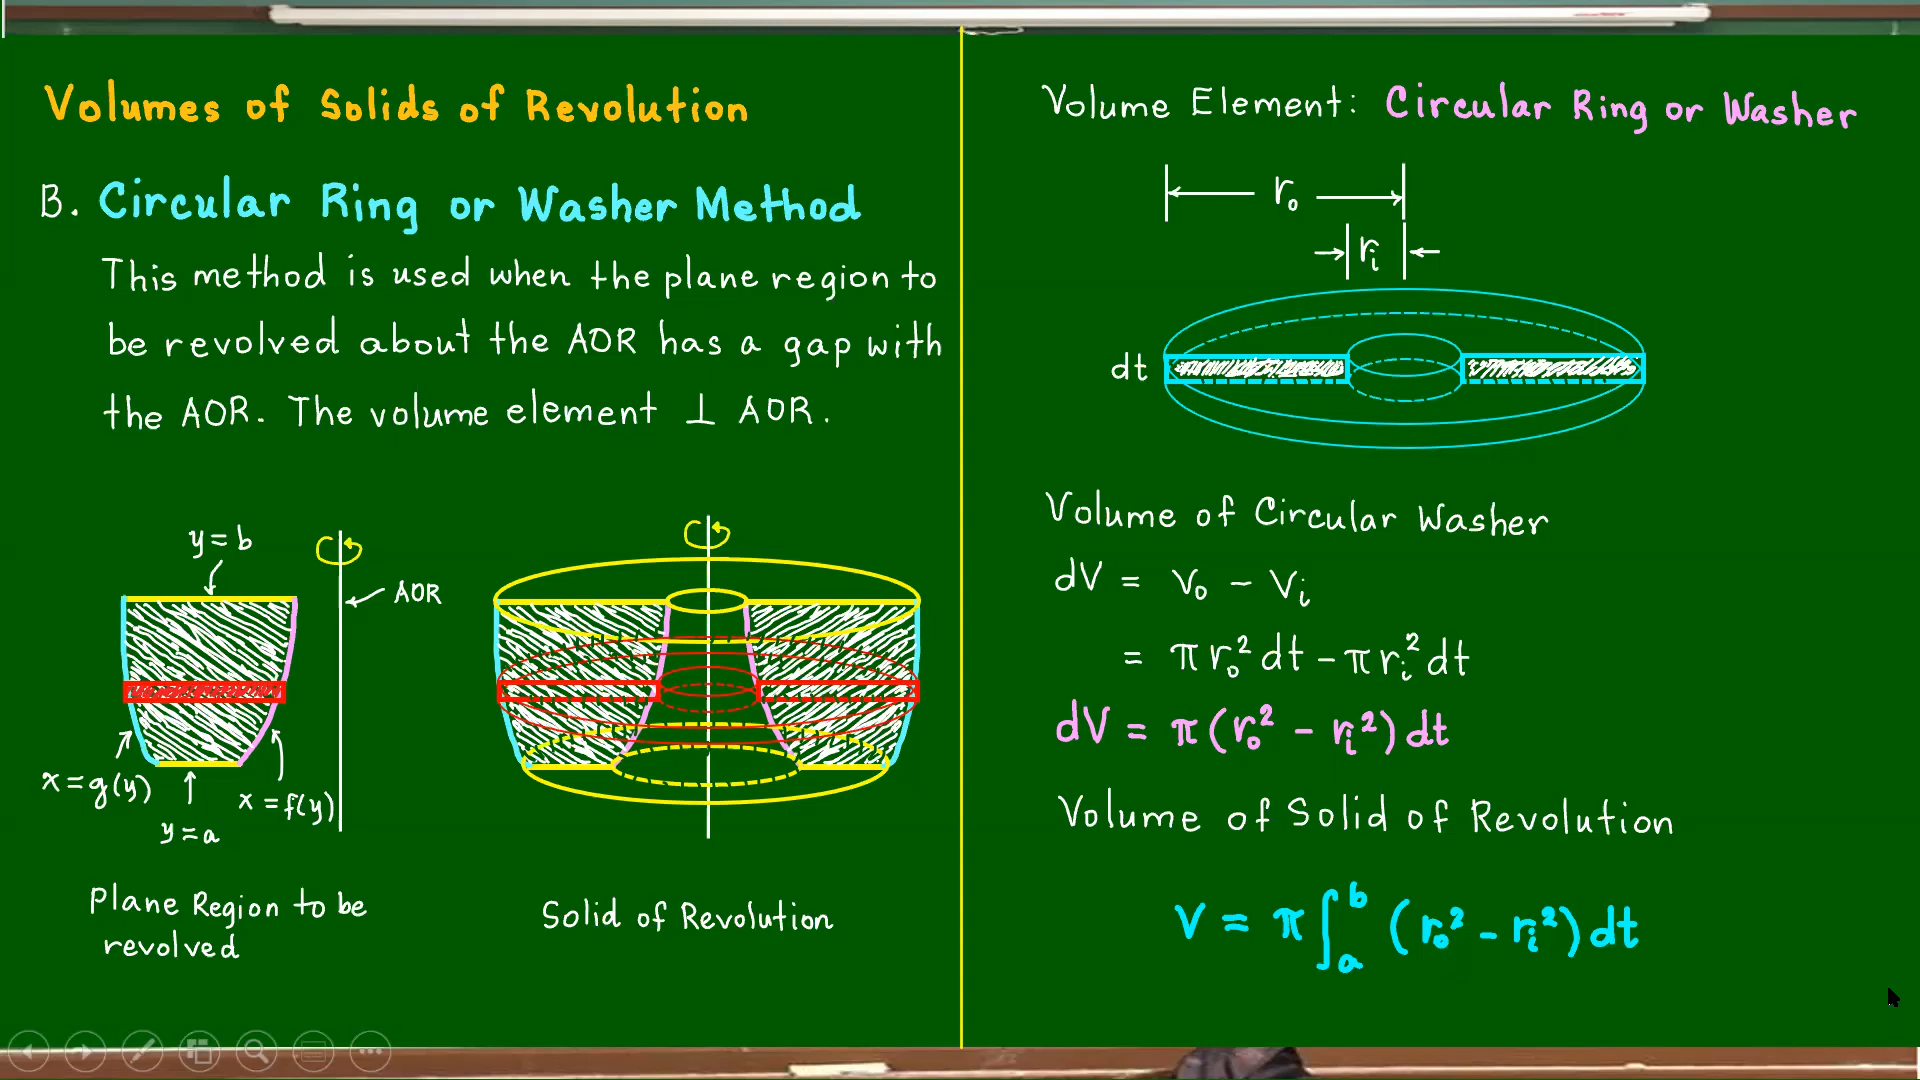 Volumes of Solids of Revolution
B. Circular Ring or Washer Method
This method is used when the plane region to
be revolved about the AOR has a gap with
the AOR. The volume element ⊥ AOR.
y = b
AOR
x = g(y)
x = f(y)
y = a
Plane Region to be
revolved
Solid of Revolution
Volume Element: Circular Ring or Washer
r₀
rᵢ
dt
Volume of Circular Washer
dV = V₀ - Vᵢ
= π r₀² dt - π rᵢ² dt
dV = π (r₀² - rᵢ²) dt
Volume of Solid of Revolution
V = π ∫ₐᵇ (r₀² - rᵢ²) dt